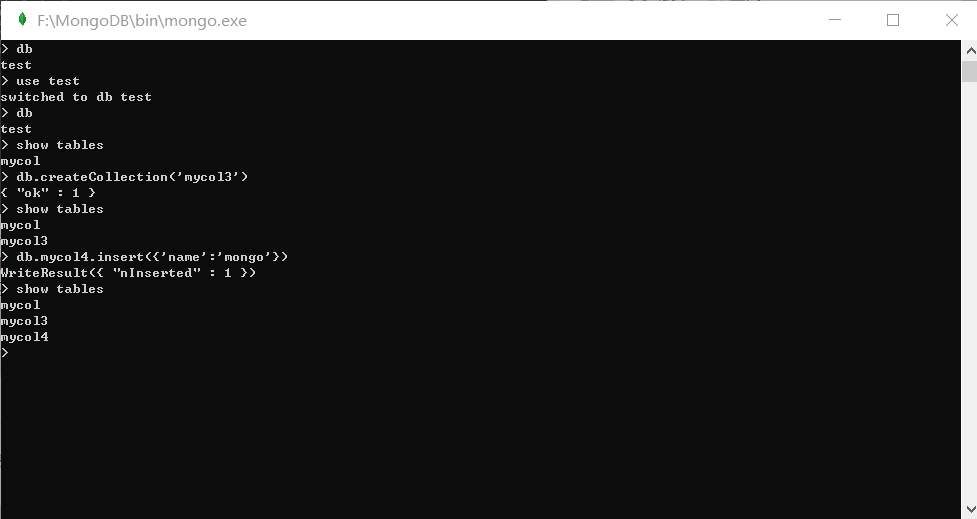 F:\MongoDB\bin\mongo.exe
> db
test
> use test
switched to db test
> db
test
> show tables
mycol
> db.createCollection('mycol3')
{ "ok" : 1 }
> show tables
mycol
mycol3
> db.mycol4.insert({'name':'mongo'})
WriteResult({ "nInserted" : 1 })
> show tables
mycol
mycol3
mycol4
>